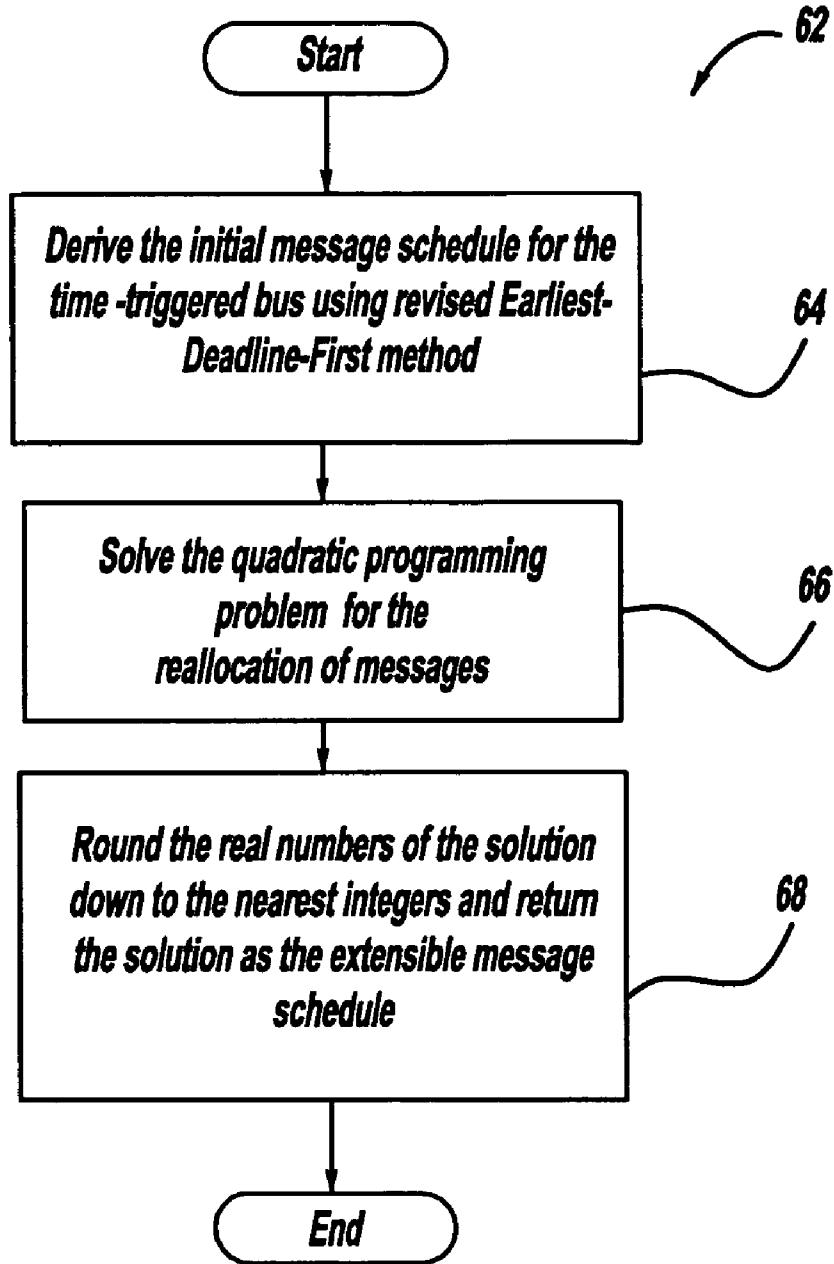 Start
62
Derive the initial message schedule for the
time -triggered bus using revised Earliest-
Deadline-First method
64
Solve the quadratic programming
problem for the
reallocation of messages
66
Round the real numbers of the solution
down to the nearest integers and return
the solution as the extensible message
schedule
68
End